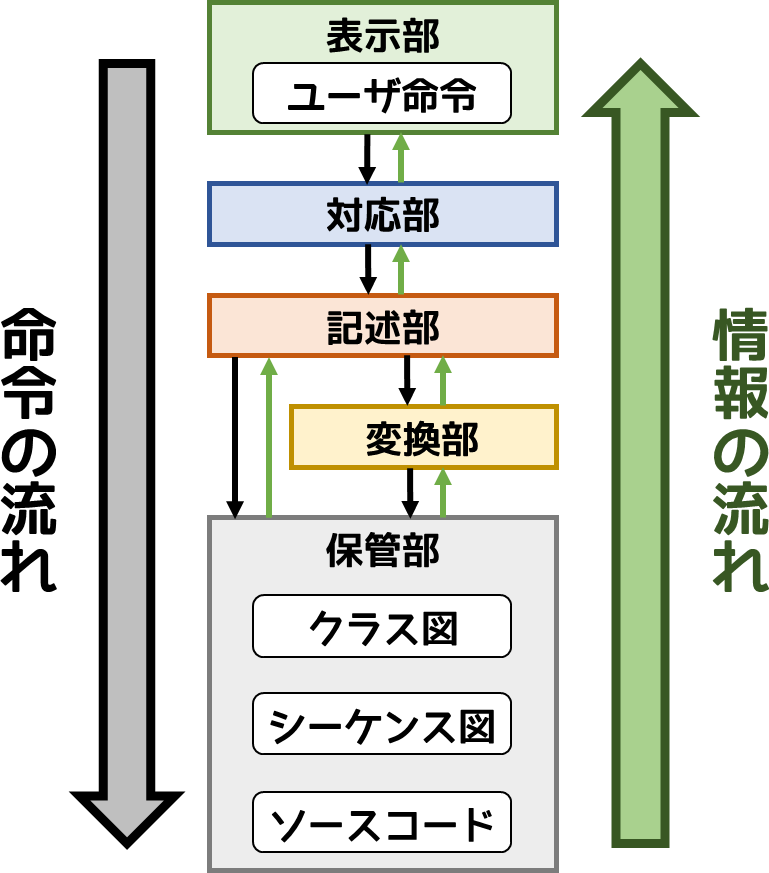 表示部
ユーザ命令
対応部
記述部
変換部
保管部
クラス図
シーケンス図
ソースコード
命令の流れ
情報の流れ